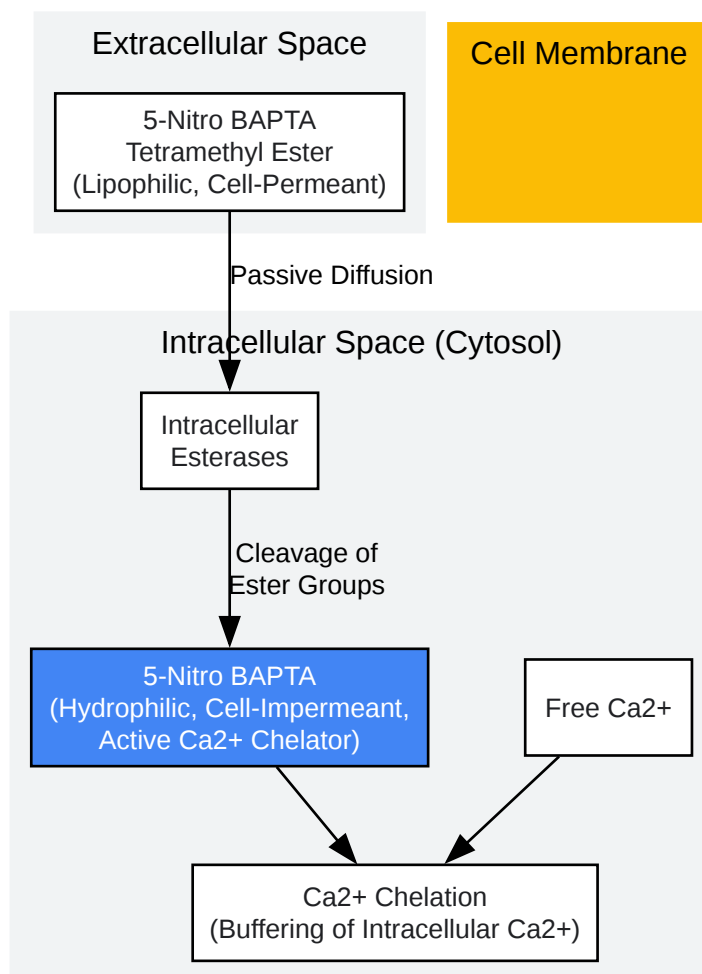 Extracellular Space
Cell Membrane
5-Nitro BAPTA
Tetramethyl Ester
(Lipophilic, Cell-Permeant)
Passive Diffusion
Intracellular Space (Cytosol)
Intracellular
Esterases
Cleavage of
Ester Groups
5-Nitro BAPTA
(Hydrophilic, Cell-Impermeant,
Active Ca2+ Chelator)
Free Ca2+
Ca2+ Chelation
(Buffering of Intracellular Ca2+)